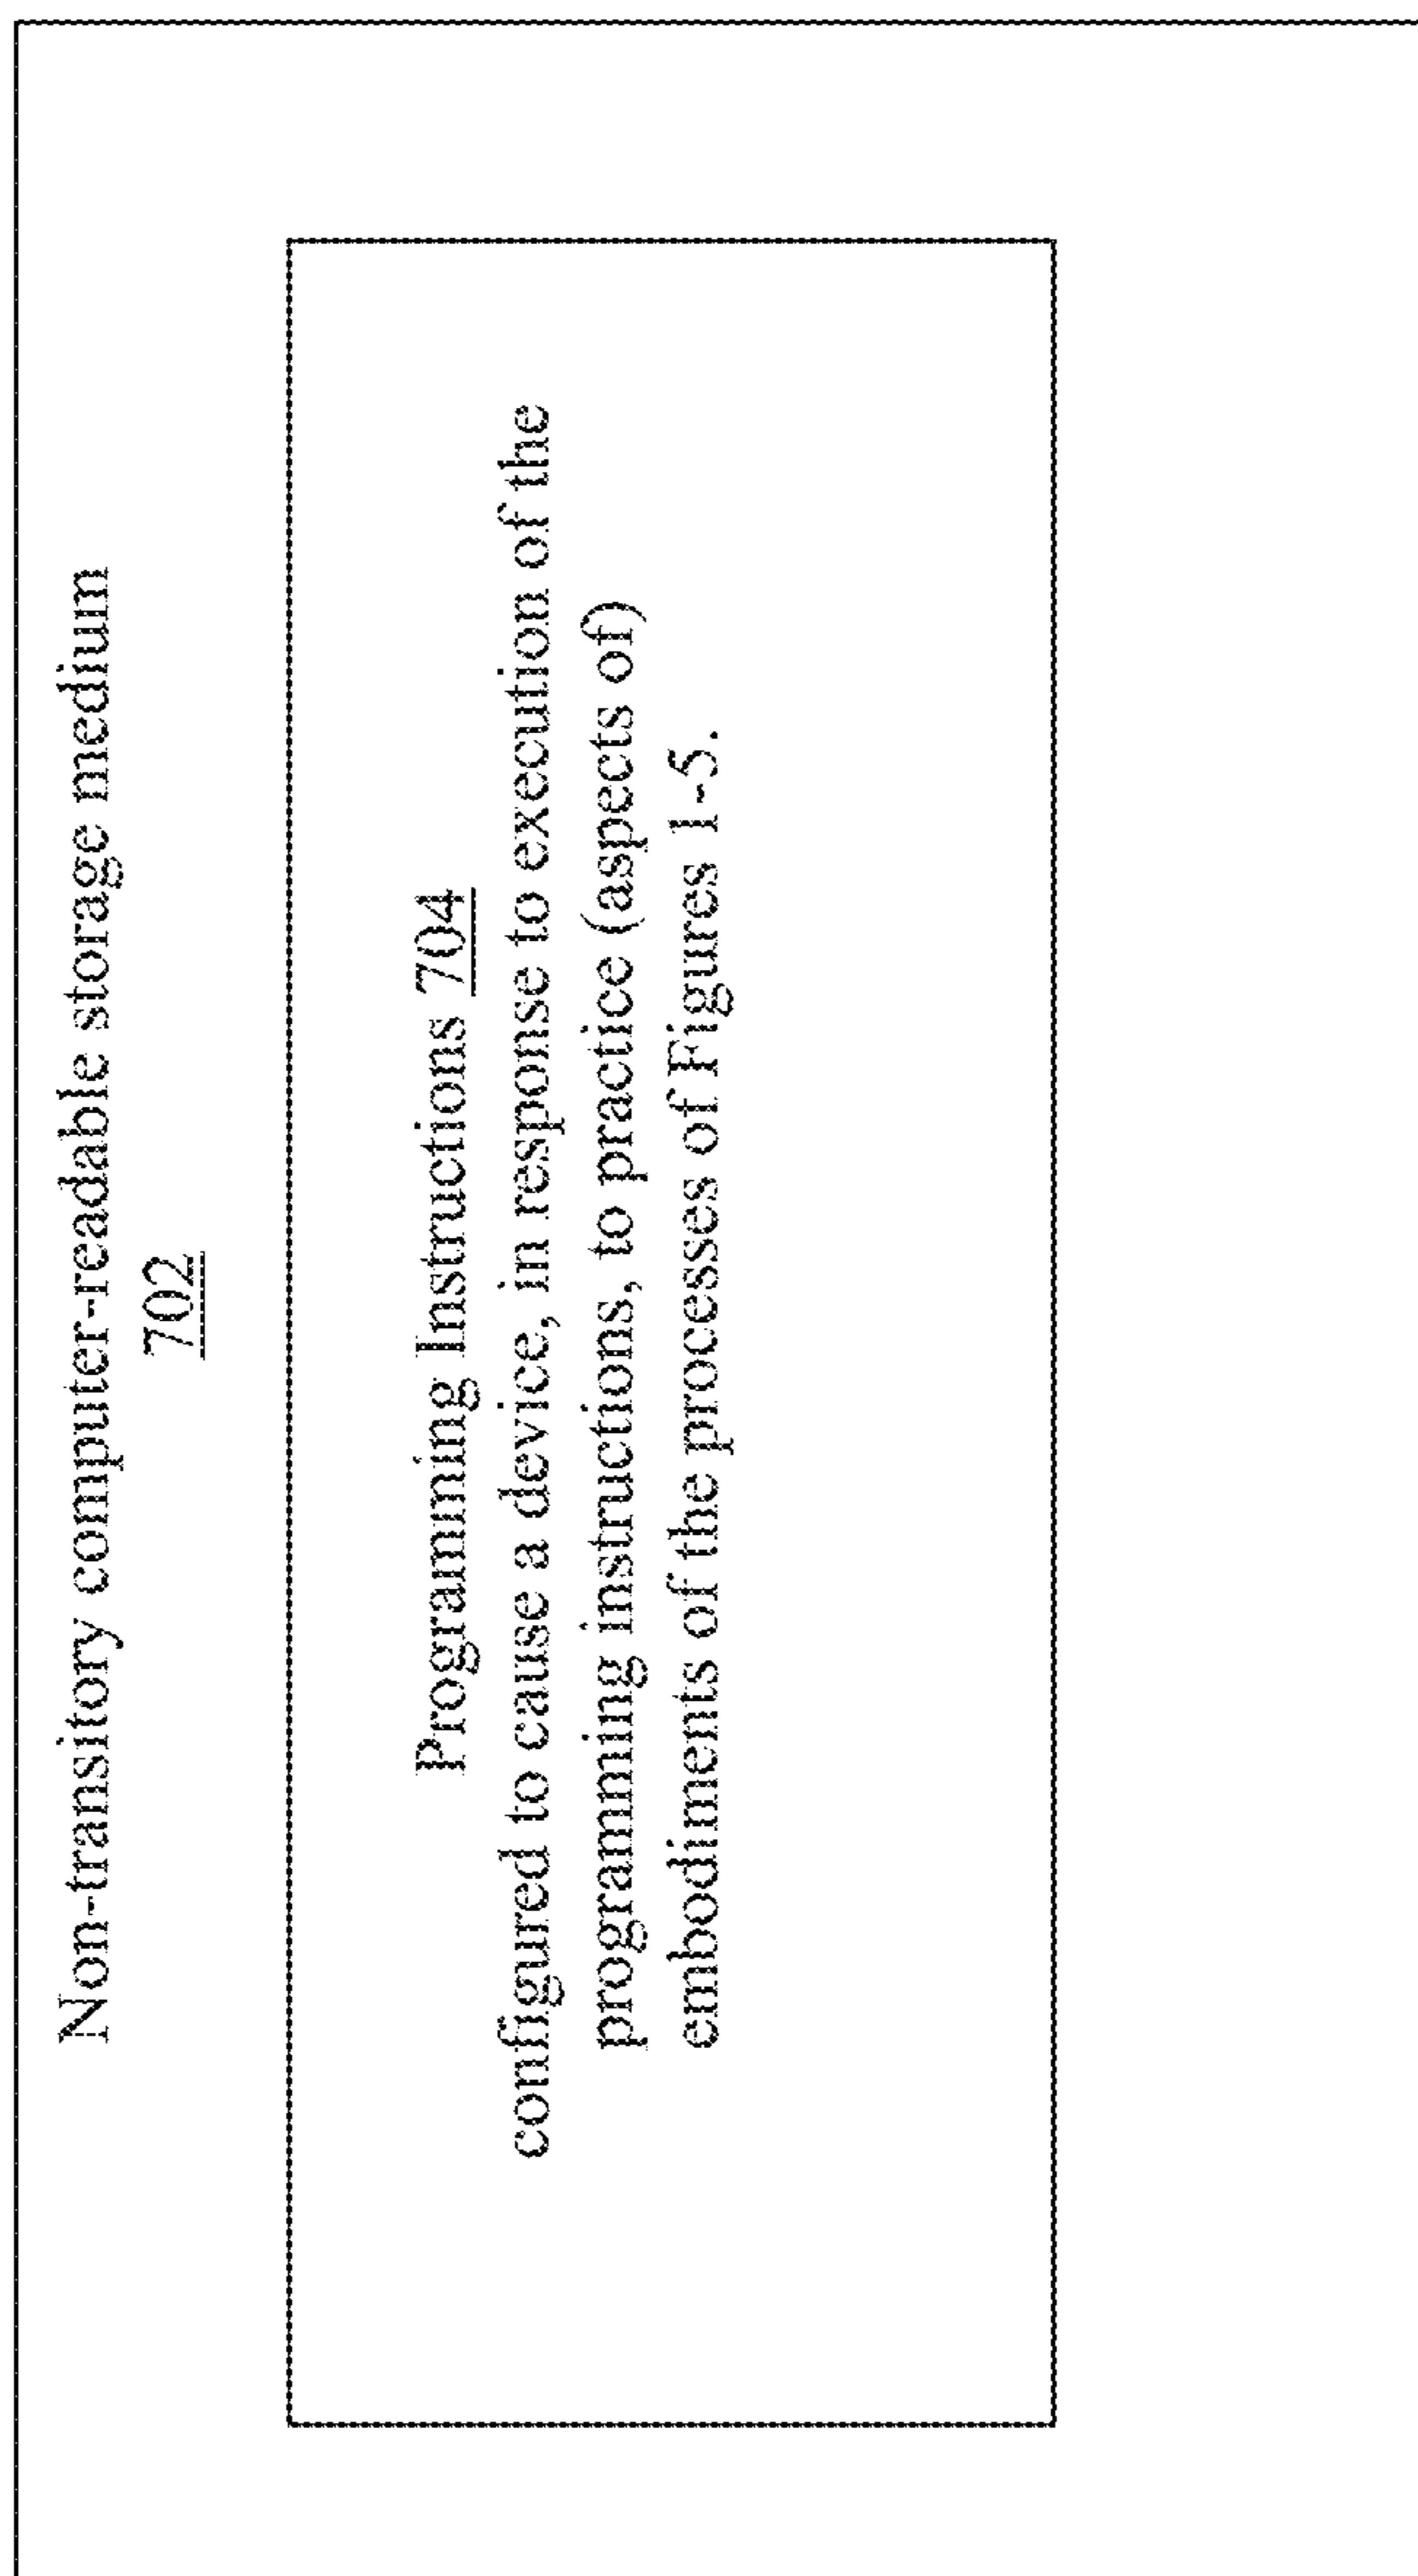 Non-transitory computer-readable storage medium
702
Programming Instructions 704
configured to cause a device, in response to execution of the
programming instructions, to practice (aspects of)
embodiments of the processes of Figures 1-5.